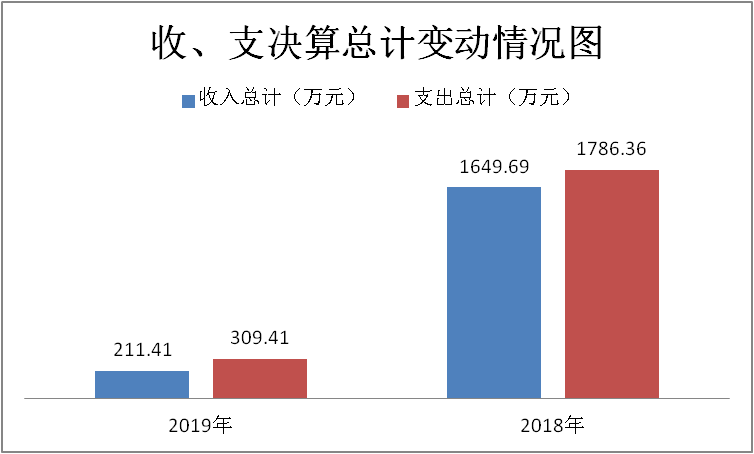 收、支决算总计变动情况图
收入总计（万元） 支出总计（万元）
1786.36
1649.69
309.41
211.41
2019年 2018年